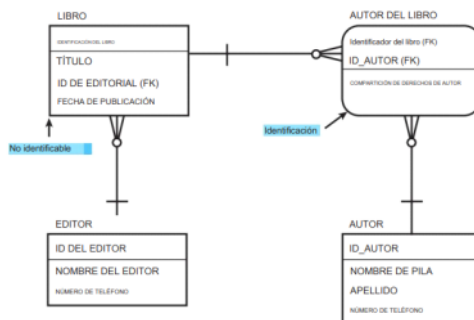 LIBRO
IDENTIFICACIÓN DEL LIBRO
TÍTULO
ID DE EDITORIAL (FK)
FECHA DE PUBLICACIÓN
No identificable
AUTOR DEL LIBRO
Identificador del libro (FK)
ID_AUTOR (FK)
COMPARTICIÓN DE DERECHOS DE AUTOR
Identificación
EDITOR
ID DEL EDITOR
NOMBRE DEL EDITOR
NÚMERO DE TELÉFONO
AUTOR
ID_AUTOR
NOMBRE DE PILA
APELLIDO
NÚMERO DE TELÉFONO